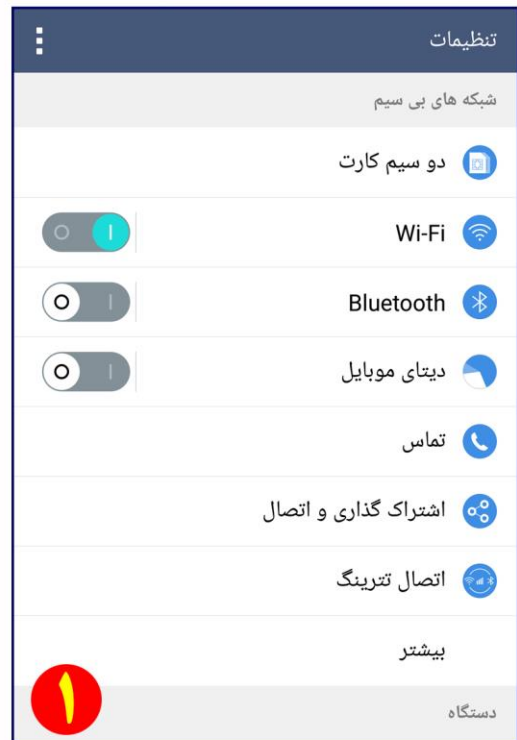 تنظیمات
شبکه های بی سیم
دو سیم کارت
Wi-Fi
Bluetooth
دیتای موبایل
تماس
اشتراک گذاری و اتصال
اتصال تترینگ
بیشتر
دستگاه
۱